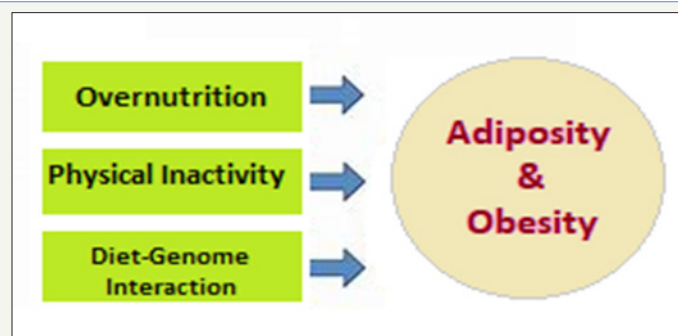 Overnutrition
Physical Inactivity
Diet-Genome
Interaction
Adiposity
&
Obesity